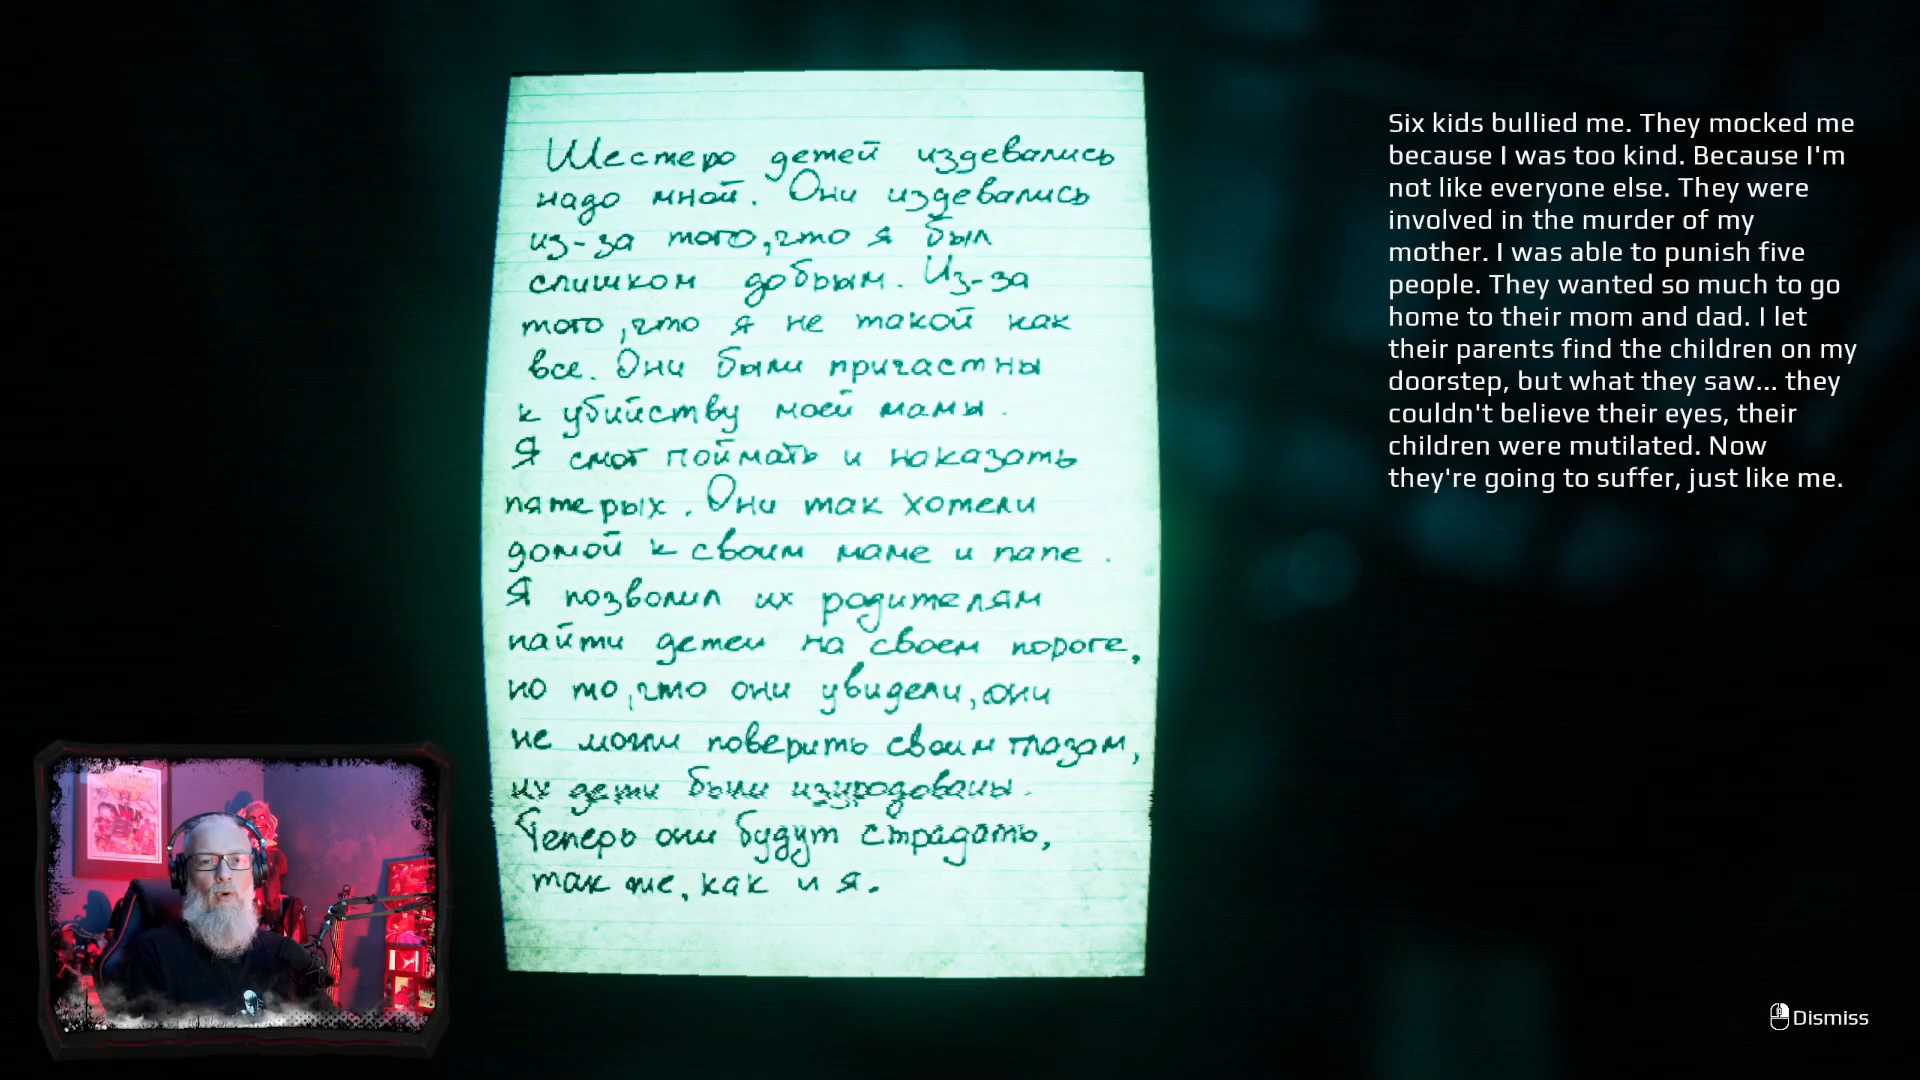 Шестеро детей издевались
надо мной. Они издевались
из-за того, что я был
слишком добрым. Из-за
того, что я не такой как
все. Они были причастны
к убийству моей мамы.
Я смог поймать и наказать
пятерых. Они так хотели
домой к своим маме и папе.
Я позволил их родителям
найти детей на своем пороге,
но то, что они увидели, они
не могли поверить своим глазам,
их дети были изуродованы.
Теперь они будут страдать,
так же, как и я.
Six kids bullied me. They mocked me
because I was too kind. Because I'm
not like everyone else. They were
involved in the murder of my
mother. I was able to punish five
people. They wanted so much to go
home to their mom and dad. I let
their parents find the children on my
doorstep, but what they saw... they
couldn't believe their eyes, their
children were mutilated. Now
they're going to suffer, just like me.
Dismiss